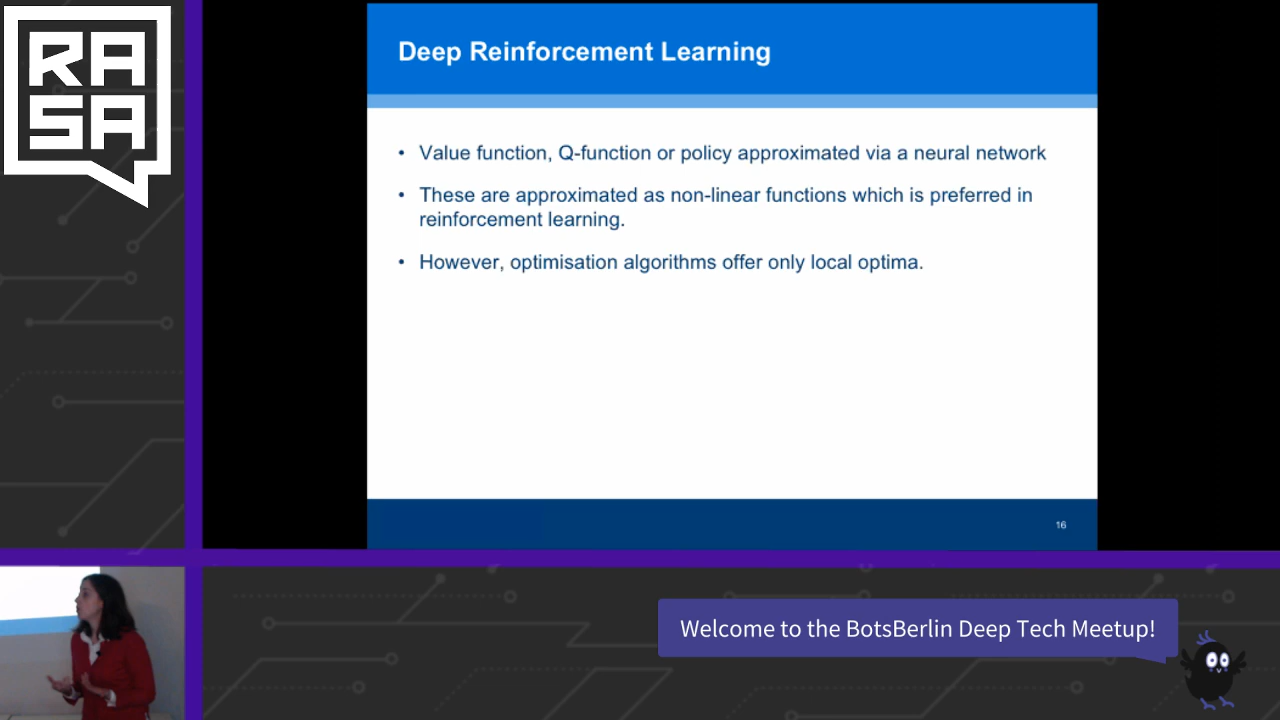 RA
SA
Deep Reinforcement Learning
• Value function, Q-function or policy approximated via a neural network
• These are approximated as non-linear functions which is preferred in
reinforcement learning.
• However, optimisation algorithms offer only local optima.
16
Welcome to the BotsBerlin Deep Tech Meetup!